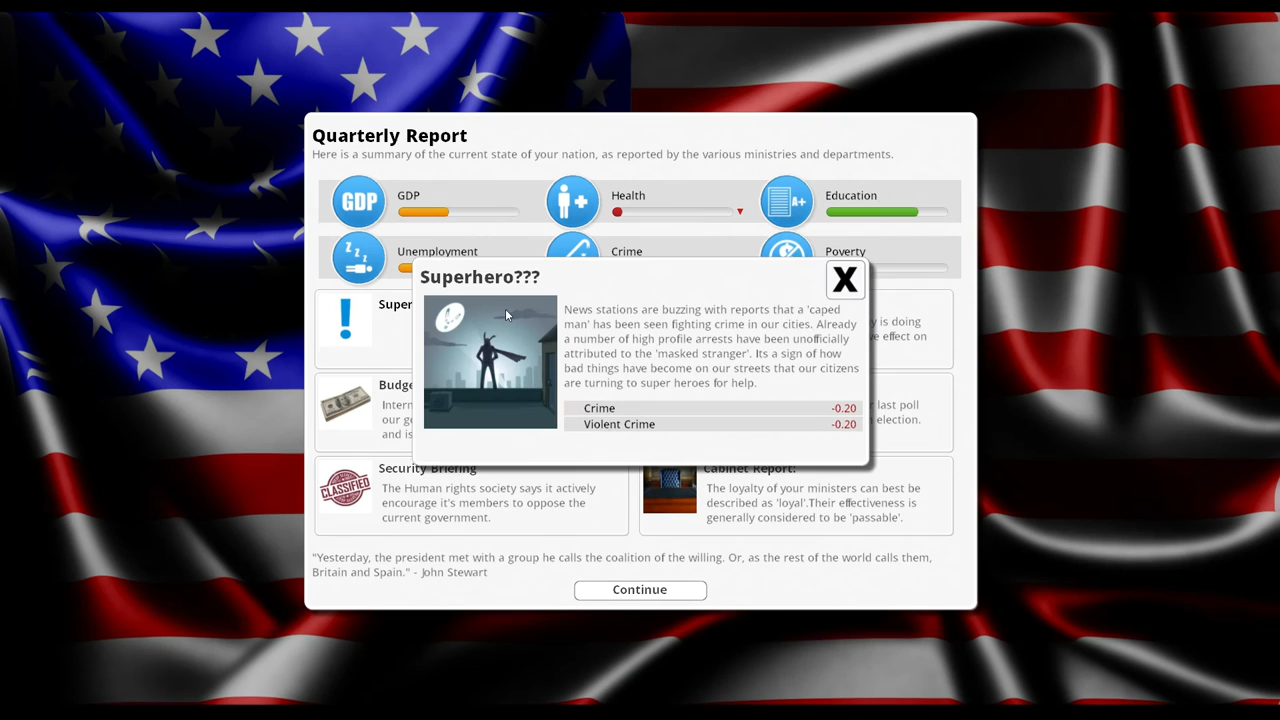 Quarterly Report
Here is a summary of the current state of your nation, as reported by the various ministries and departments.
GDP
GDP
Health
A+
Education
Z Z Z
Unemployment
Crime
Poverty
Superhero???
X
News stations are buzzing with reports that a 'caped
man' has been seen fighting crime in our cities. Already
a number of high profile arrests have been unofficially
attributed to the 'masked stranger'. Its a sign of how
bad things have become on our streets that our citizens
are turning to super heroes for help.
Crime -0.20
Violent Crime -0.20
Super
y is doing
ve effect on
Budge
Intern
our go
and is
last poll
election.
Security Briefing
CLASSIFIED
The Human rights society says it actively
encourage it's members to oppose the
current government.
Cabinet Report:
The loyalty of your ministers can best be
described as 'loyal'.Their effectiveness is
generally considered to be 'passable'.
"Yesterday, the president met with a group he calls the coalition of the willing. Or, as the rest of the world calls them,
Britain and Spain." - John Stewart
Continue